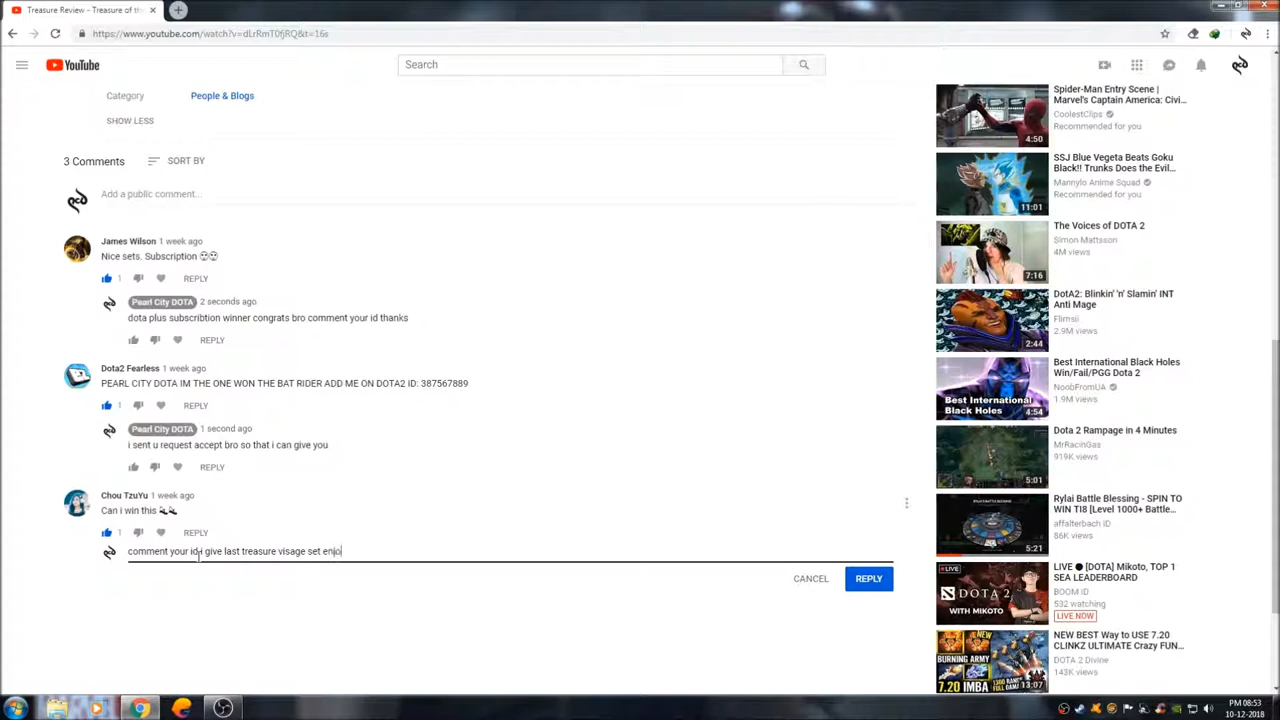 Treasure Review - Treasure of the
https://www.youtube.com/watch?v=dLrRmT0fjRQ&t=16s
YouTube
Search
Category
People & Blogs
SHOW LESS
3 Comments
SORT BY
Add a public comment...
James Wilson 1 week ago
Nice sets. Subscription
1
REPLY
Pearl City DOTA 2 seconds ago
dota plus subscribtion winner congrats bro comment your id thanks
REPLY
Dota2 Fearless 1 week ago
PEARL CITY DOTA IM THE ONE WON THE BAT RIDER ADD ME ON DOTA2 ID: 387567889
1
REPLY
Pearl City DOTA 1 second ago
i sent u request accept bro so that i can give you
REPLY
Chou TzuYu 1 week ago
Can i win this
1
REPLY
comment your id i give last treasure visage set enjo
CANCEL
REPLY
Spider-Man Entry Scene |
Marvel's Captain America: Civi...
CoolestClips
Recommended for you
4:50
SSJ Blue Vegeta Beats Goku
Black!! Trunks Does the Evil...
Mannylo Anime Squad
Recommended for you
11:01
The Voices of DOTA 2
Simon Mattsson
4M views
7:16
DotA2: Blinkin' 'n' Slamin' INT
Anti Mage
Flimsii
2.9M views
2:44
Best International Black Holes
Win/Fail/PGG Dota 2
NoobFromUA
1.9M views
Best International
Black Holes
4:54
Dota 2 Rampage in 4 Minutes
MrRacinGas
919K views
5:01
Rylai Battle Blessing - SPIN TO
WIN TI8 [Level 1000+ Battle...
affalterbach iD
86K views
5:21
LIVE ● [DOTA] Mikoto, TOP 1
SEA LEADERBOARD
BOOM ID
532 watching
LIVE NOW
LIVE
DOTA 2
WITH MIKOTO
NEW BEST Way to USE 7.20
CLINKZ ULTIMATE Crazy FUN...
DOTA 2 Divine
143K views
NEW
BURNING ARMY
7.20 IMBA
13:07
PM 08:53
10-12-2018